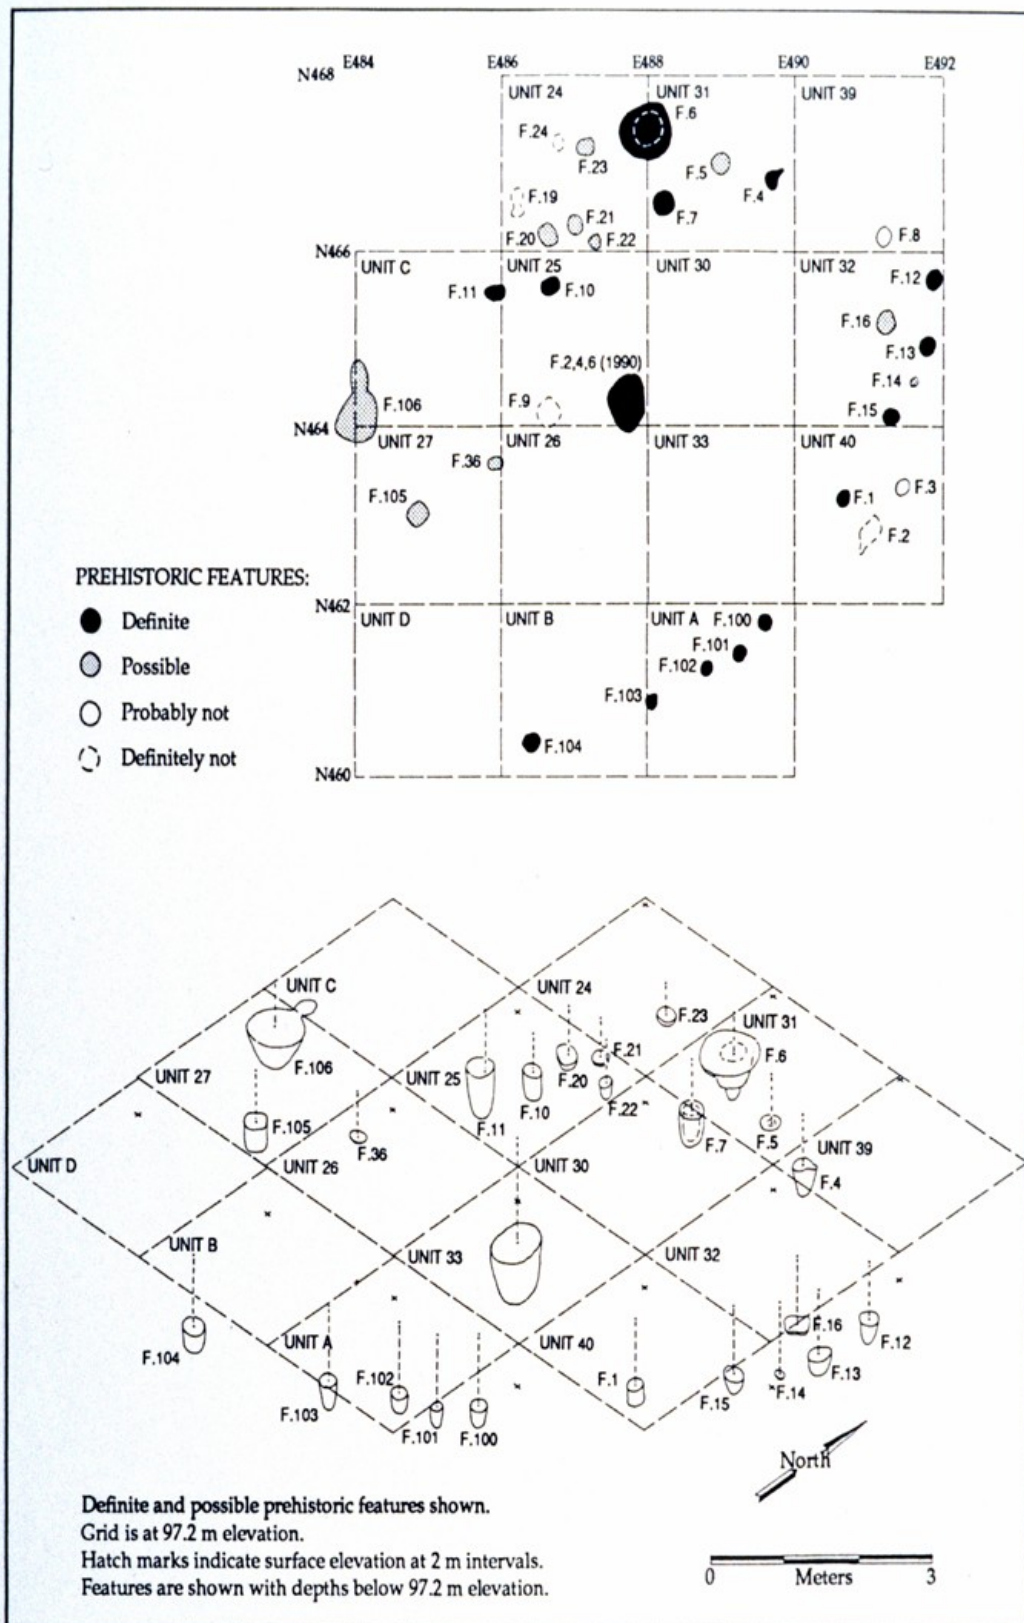 E484 E486 E488 E490 E492
N468
UNIT 24 UNIT 31 UNIT 39
F.6
F.24
F.23
F.5
F.4
F.19
F.7
F.21
F.20 F.22
F.8
N466
UNIT C UNIT 25 UNIT 30 UNIT 32
F.12
F.11 F.10
F.16
F.13
F.2,4,6 (1990)
F.14
F.106 F.9
F.15
N464
UNIT 27 UNIT 26 UNIT 33 UNIT 40
F.36
F.105
F.1 F.3
F.2
PREHISTORIC FEATURES:
Definite
Possible
Probably not
Definitely not
N462
UNIT D UNIT B UNIT A F.100
F.101
F.102
F.103
F.104
N460
UNIT C UNIT 24
F.23 UNIT 31
F.106 F.21 F.6
UNIT 27 UNIT 25 F.20
F.10 F.22
F.105 F.11 F.7 F.5
F.36 UNIT 39
UNIT D UNIT 26 UNIT 30
F.4
UNIT B UNIT 33 UNIT 32
F.16
F.104 UNIT A UNIT 40 F.12
F.102 F.1 F.13
F.103 F.15 F.14
F.101 F.100
North
Definite and possible prehistoric features shown.
Grid is at 97.2 m elevation.
Hatch marks indicate surface elevation at 2 m intervals.
Features are shown with depths below 97.2 m elevation.
0 Meters 3